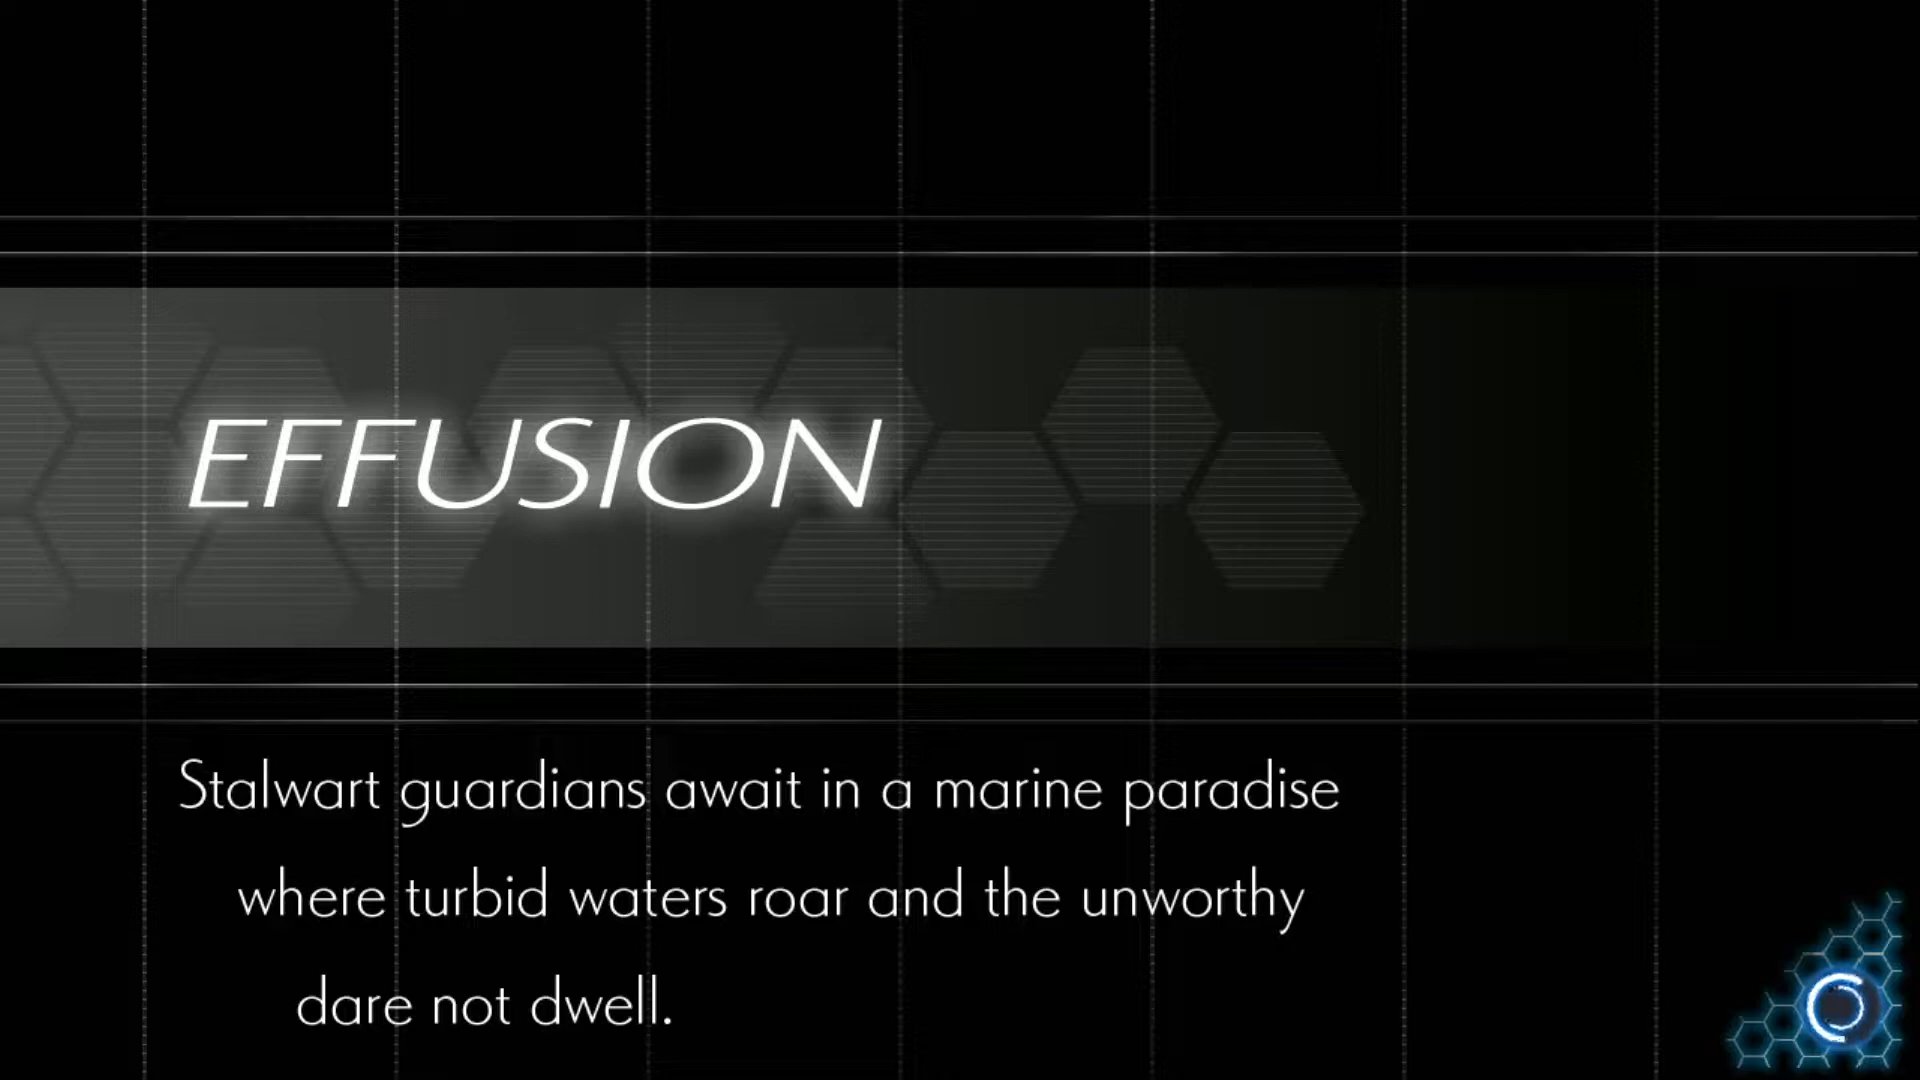 EFFUSION
Stalwart guardians await in a marine paradise
where turbid waters roar and the unworthy
dare not dwell.